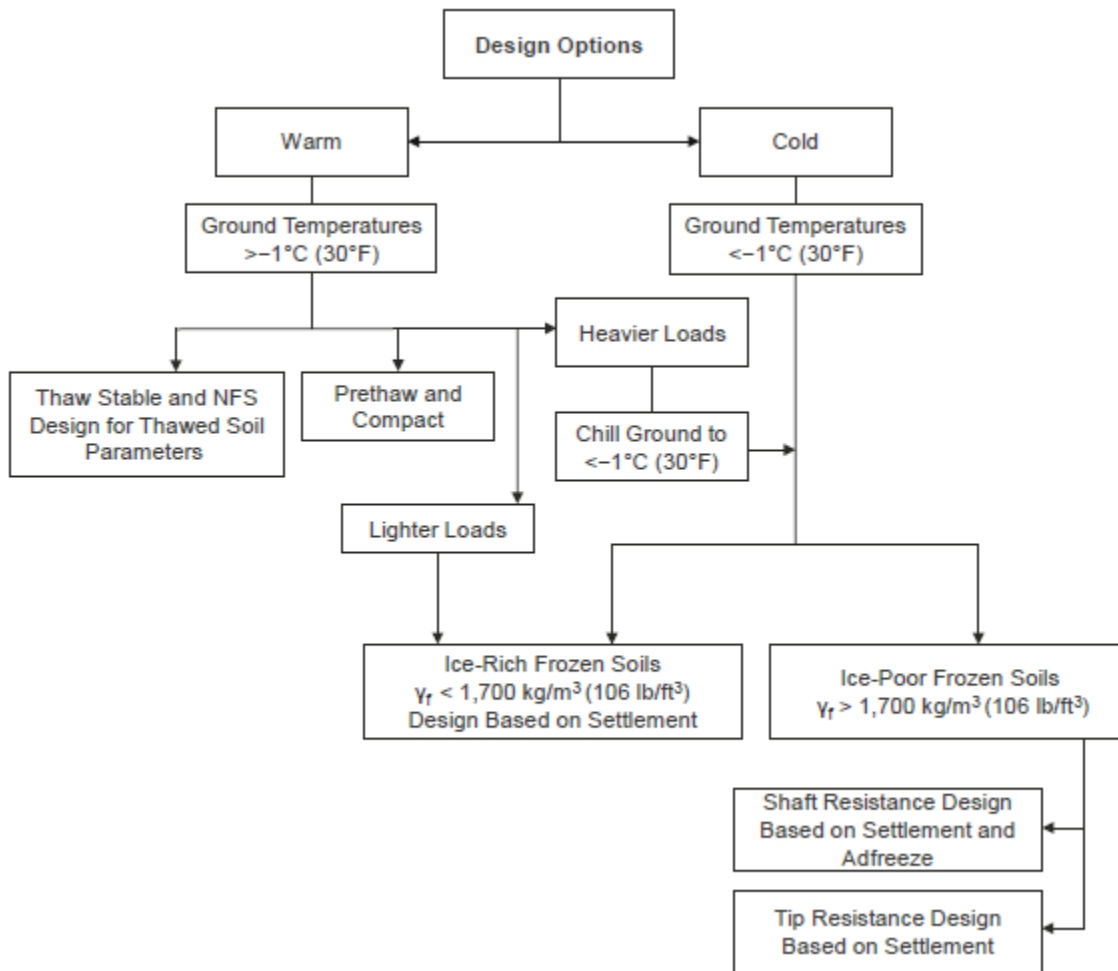 Design Options
Warm
Cold
Ground Temperatures
>−1°C (30°F)
Ground Temperatures
<−1°C (30°F)
Heavier Loads
Thaw Stable and NFS
Design for Thawed Soil
Parameters
Prethaw and
Compact
Chill Ground to
<−1°C (30°F)
Lighter Loads
Ice-Rich Frozen Soils
γf < 1,700 kg/m³ (106 lb/ft³)
Design Based on Settlement
Ice-Poor Frozen Soils
γf > 1,700 kg/m³ (106 lb/ft³)
Shaft Resistance Design
Based on Settlement and
Adfreeze
Tip Resistance Design
Based on Settlement